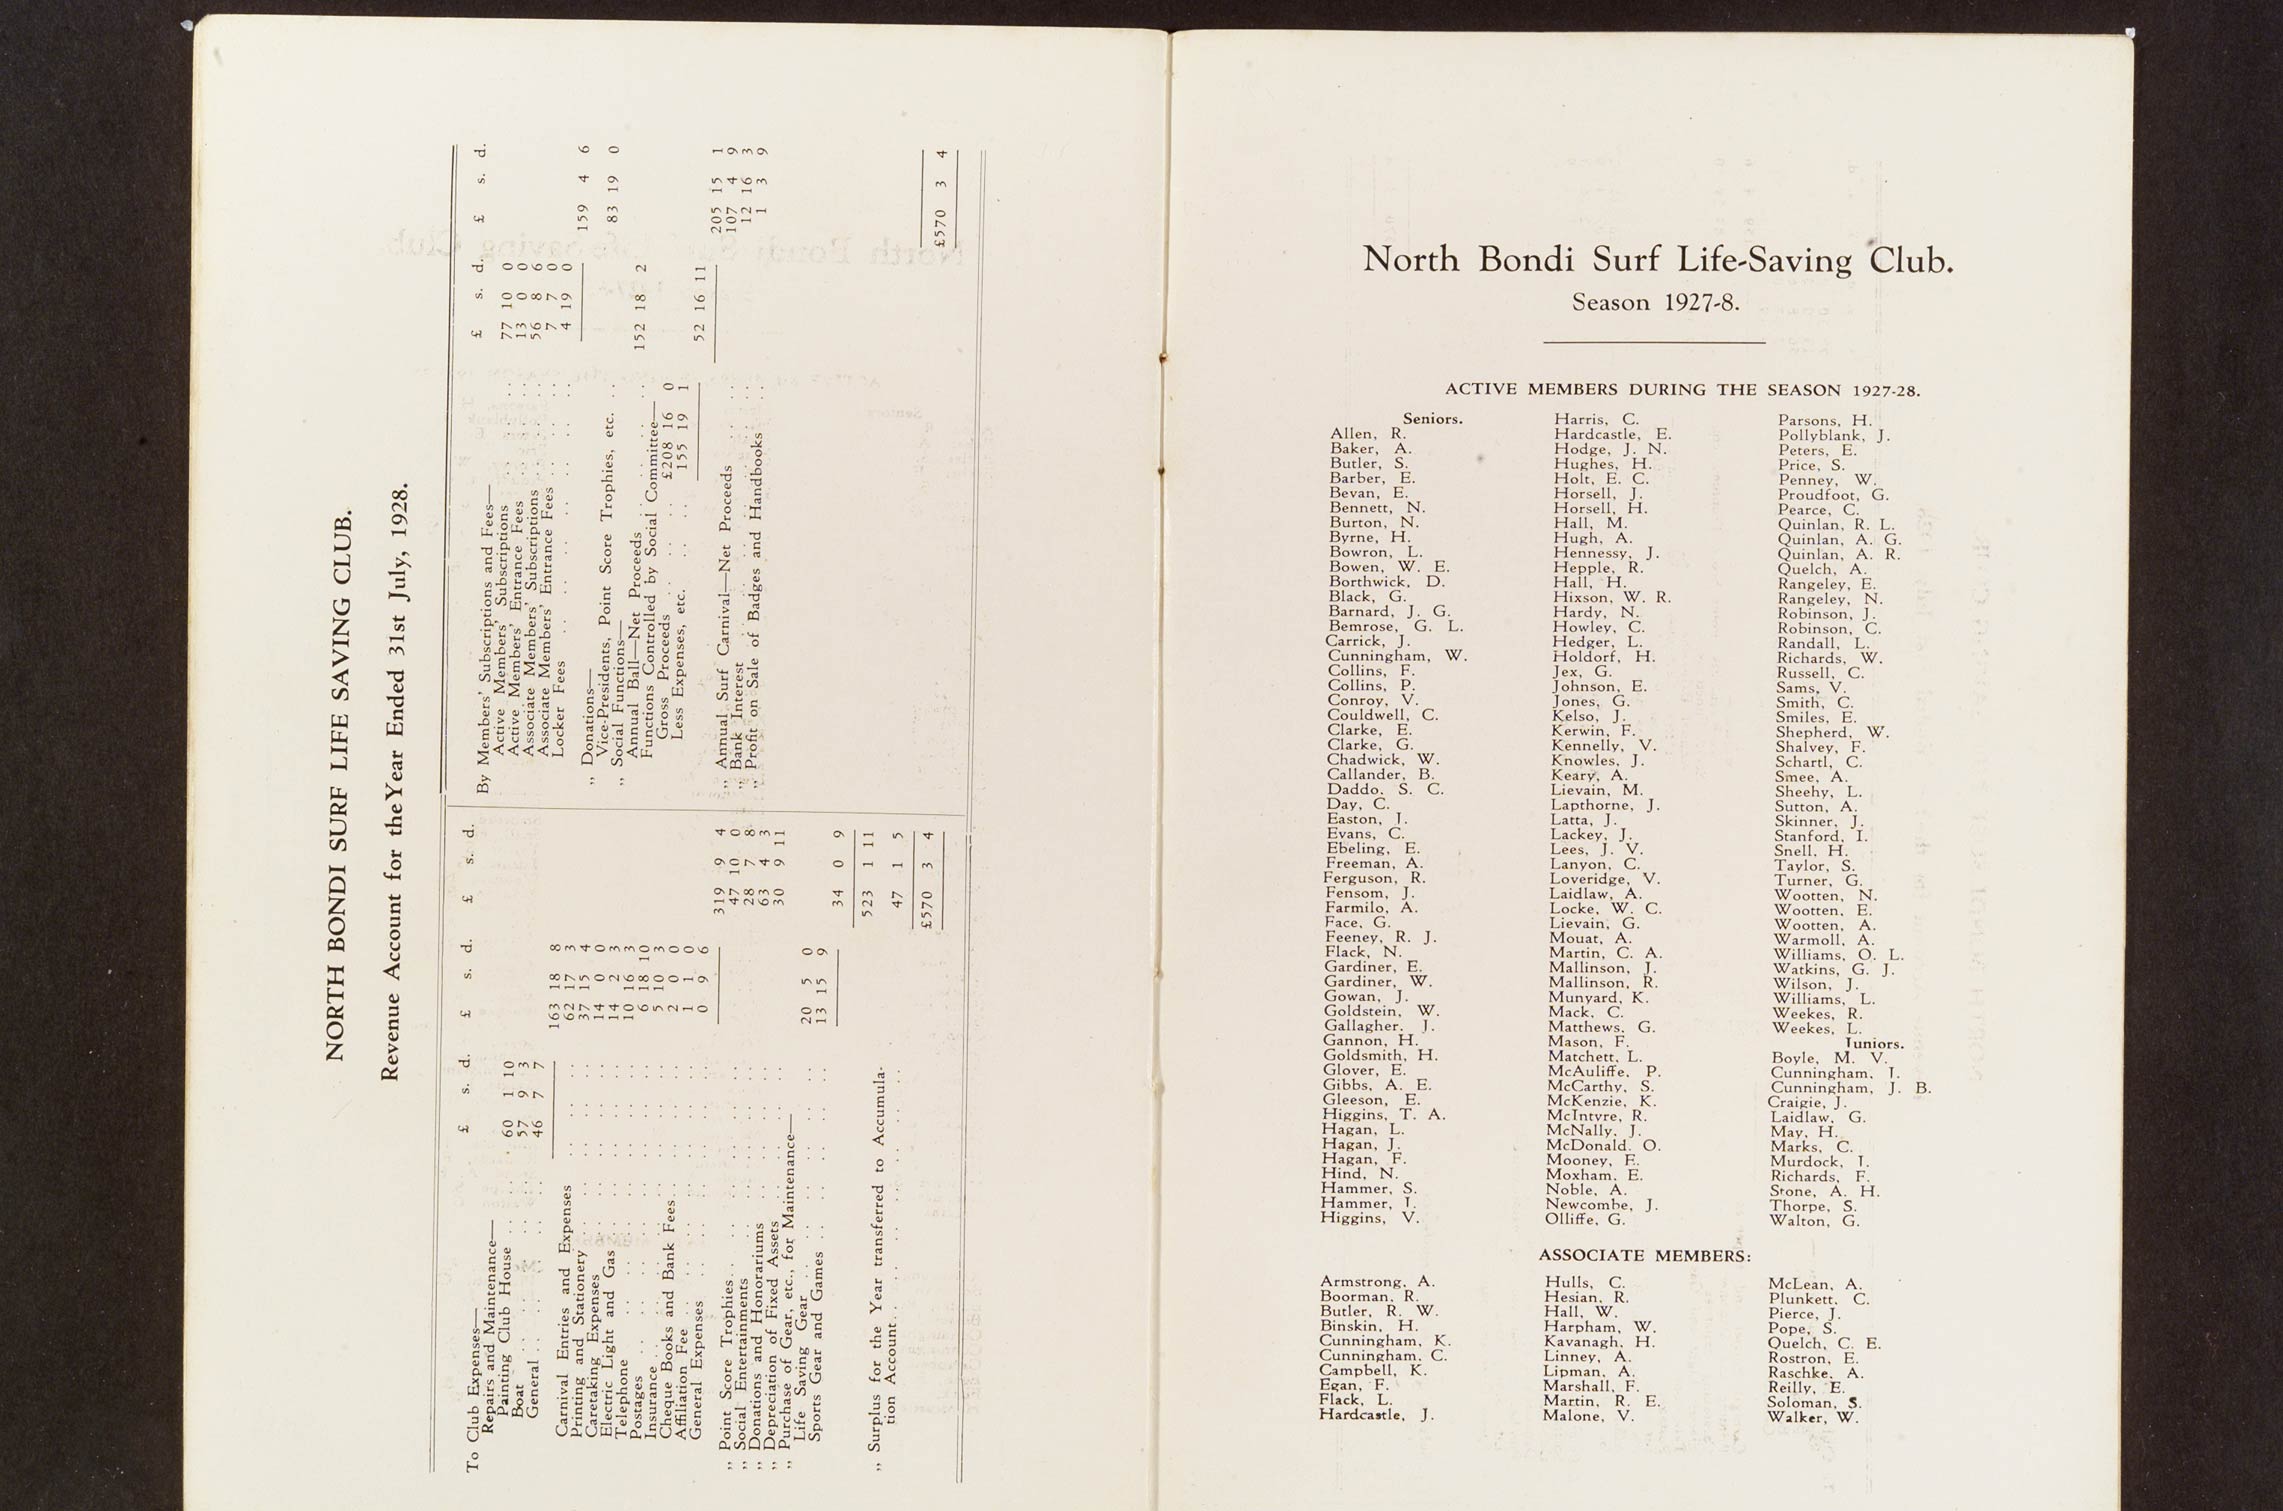 NORTH BONDI SURF LIFE SAVING CLUB.
Revenue Account for the Year Ended 31st July, 1928.
£ s. d. £ s. d. £ s. d.
To Club Expenses—
Repairs and Maintenance—
Painting Club House .. 60 1 10
Boat .. .. .. 57 9 3
General .. .. .. 46 7 7
163 18 8
Carnival Entries and Expenses .. .. 62 17 3
Printing and Stationery .. .. .. 37 15 4
Caretaking Expenses .. .. .. 14 0 0
Electric Light and Gas .. .. .. 14 2 3
Telephone .. .. .. .. 10 16 3
Postages .. .. .. .. 6 18 10
Insurance .. .. .. .. 5 10 3
Cheque Books and Bank Fees .. .. .. 2 0 0
Affiliation Fee .. .. .. .. 1 1 0
General Expenses .. .. .. .. 0 9 6
319 9 4
,, Point Score Trophies .. .. .. .. 47 10 0
,, Social Entertainments .. .. .. 28 7 8
,, Donations and Honorariums .. .. .. 63 4 3
,, Depreciation of Fixed Assets .. .. .. 30 9 11
,, Purchase of Gear, etc., for Maintenance—
Life Saving Gear .. .. .. .. 20 5 0
Sports Gear and Games .. .. .. .. 13 15 9
34 0 9
523 1 11
,, Surplus for the Year transferred to Accumula-
tion Account .. .. .. .. .. .. 47 1 5
£570 3 4
£ s. d. £ s. d.
By Members' Subscriptions and Fees—
Active Members' Subscriptions .. .. 77 10 0
Active Members' Entrance Fees .. .. 13 0 0
Associate Members' Subscriptions .. .. 56 8 6
Associate Members' Entrance Fees .. .. 7 7 0
Locker Fees .. .. .. .. .. 4 19 0
159 4 6
,, Donations—
Vice-Presidents, Point Score Trophies, etc. .. 83 19 0
,, Social Functions—
Annual Ball—Net Proceeds .. .. .. 152 18 2
Functions Controlled by Social Committee—
Gross Proceeds .. .. .. £208 16 0
Less Expenses, etc. .. .. .. 155 19 1
52 16 11
205 15 1
,, Annual Surf Carnival—Net Proceeds .. .. 107 4 9
,, Bank Interest .. .. .. .. .. 12 16 3
,, Profit on Sale of Badges and Handbooks .. .. 1 3 9
£570 3 4
North Bondi Surf Life-Saving Club.
Season 1927-8.
ACTIVE MEMBERS DURING THE SEASON 1927-28.
Seniors.
Allen, R.
Baker, A.
Butler, S.
Barber, E.
Bevan, E.
Bennett, N.
Burton, N.
Byrne, H.
Bowron, L.
Bowen, W. E.
Borthwick, D.
Black, G.
Barnard, J. G.
Bemrose, G. L.
Carrick, J.
Cunningham, W.
Collins, F.
Collins, P.
Conroy, V.
Couldwell, C.
Clarke, E.
Clarke, G.
Chadwick, W.
Callander, B.
Daddo, S. C.
Day, C.
Easton, J.
Evans, C.
Ebeling, E.
Freeman, A.
Ferguson, R.
Fensom, J.
Farmilo, A.
Face, G.
Feeney, R. J.
Flack, N.
Gardiner, E.
Gardiner, W.
Gowan, J.
Goldstein, W.
Gallagher, J.
Gannon, H.
Goldsmith, H.
Glover, E.
Gibbs, A. E.
Gleeson, E.
Higgins, T. A.
Hagan, L.
Hagan, J.
Hagan, F.
Hind, N.
Hammer, S.
Hammer, J.
Higgins, V.
Harris, C.
Hardcastle, E.
Hodge, J. N.
Hughes, H.
Holt, E. C.
Horsell, J.
Horsell, H.
Hall, M.
Hugh, A.
Hennessy, J.
Hepple, R.
Hall, H.
Hixson, W. R.
Hardy, N.
Howley, C.
Hedger, L.
Holdorf, H.
Jex, G.
Johnson, E.
Jones, G.
Kelso, J.
Kerwin, F.
Kennelly, V.
Knowles, J.
Keary, A.
Lievain, M.
Lapthorne, J.
Latta, J.
Lackey, J.
Lees, J. V.
Lanyon, C.
Loveridge, V.
Laidlaw, A.
Locke, W. C.
Lievain, G.
Mouat, A.
Martin, C. A.
Mallinson, J.
Mallinson, R.
Munyard, K.
Mack, C.
Matthews, G.
Mason, F.
Matchett, L.
McAuliffe, P.
McCarthy, S.
McKenzie, K.
McIntyre, R.
McNally, J.
McDonald, O.
Mooney, E.
Moxham, E.
Noble, A.
Newcombe, J.
Olliffe, G.
Parsons, H.
Pollyblank, J.
Peters, E.
Price, S.
Penney, W.
Proudfoot, G.
Pearce, C.
Quinlan, R. L.
Quinlan, A. G.
Quinlan, A. R.
Quelch, A.
Rangeley, E.
Rangeley, N.
Robinson, J.
Robinson, C.
Randall, L.
Richards, W.
Russell, C.
Sams, V.
Smith, C.
Smiles, E.
Shepherd, W.
Shalvey, F.
Schartl, C.
Smee, A.
Sheehy, L.
Sutton, A.
Skinner, J.
Stanford, I.
Snell, H.
Taylor, S.
Turner, G.
Wootten, N.
Wootten, E.
Wootten, A.
Warmoll, A.
Williams, O. L.
Watkins, G. J.
Wilson, J.
Williams, L.
Weekes, R.
Weekes, L.
Juniors.
Boyle, M. V.
Cunningham, J.
Cunningham, J. B.
Craigie, J.
Laidlaw, G.
May, H.
Marks, C.
Murdock, J.
Richards, F.
Stone, A. H.
Thorpe, S.
Walton, G.
ASSOCIATE MEMBERS:
Armstrong, A.
Boorman, R.
Butler, R. W.
Binskin, H.
Cunningham, K.
Cunningham, C.
Campbell, K.
Egan, F.
Flack, L.
Hardcastle, J.
Hulls, C.
Hesian, R.
Hall, W.
Harpham, W.
Kavanagh, H.
Linney, A.
Lipman, A.
Marshall, F.
Martin, R. E.
Malone, V.
McLean, A.
Plunkett, C.
Pierce, J.
Pope, S.
Quelch, C. E.
Rostron, E.
Raschke, A.
Reilly, E.
Soloman, S.
Walker, W.